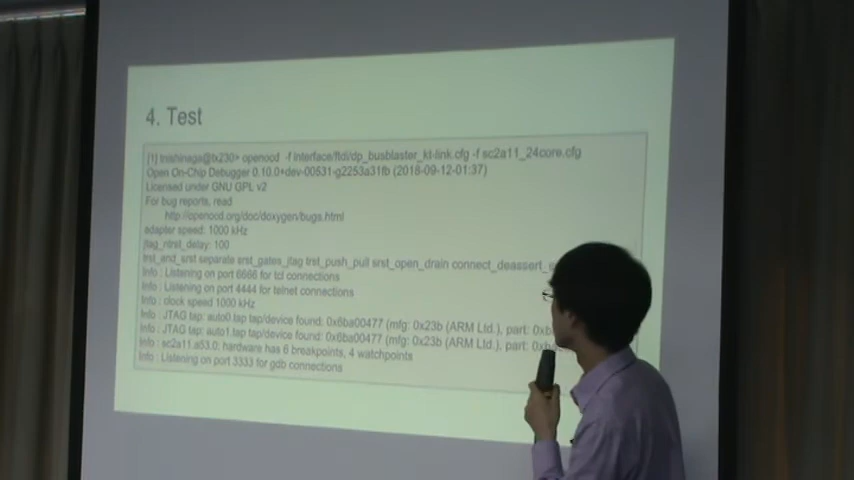 4. Test
openocd -f interface/ftdi/dp_busblaster_kt-link.cfg -f sc2a11_24core.cfg
Open On-Chip Debugger 0.10.0+dev-00531-g2253a31fb (2018-09-12-01:37)
Licensed under GNU GPL v2
For bug reports, read
http://openocd.org/doc/doxygen/bugs.html
adapter speed: 1000 kHz
jtag_ntrst_delay: 100
trst_and_srst separate srst_gates_jtag trst_push_pull srst_open_drain connect_deassert_
Info : Listening on port 6666 for tcl connections
Info : Listening on port 4444 for telnet connections
Info : clock speed 1000 kHz
Info : JTAG tap: auto0.tap tap/device found: 0x6ba00477 (mfg: 0x23b (ARM Ltd.), part: 0xb
Info : JTAG tap: auto1.tap tap/device found: 0x6ba00477 (mfg: 0x23b (ARM Ltd.), part: 0xba
Info : sc2a11.a53.0: hardware has 6 breakpoints, 4 watchpoints
Info : Listening on port 3333 for gdb connections